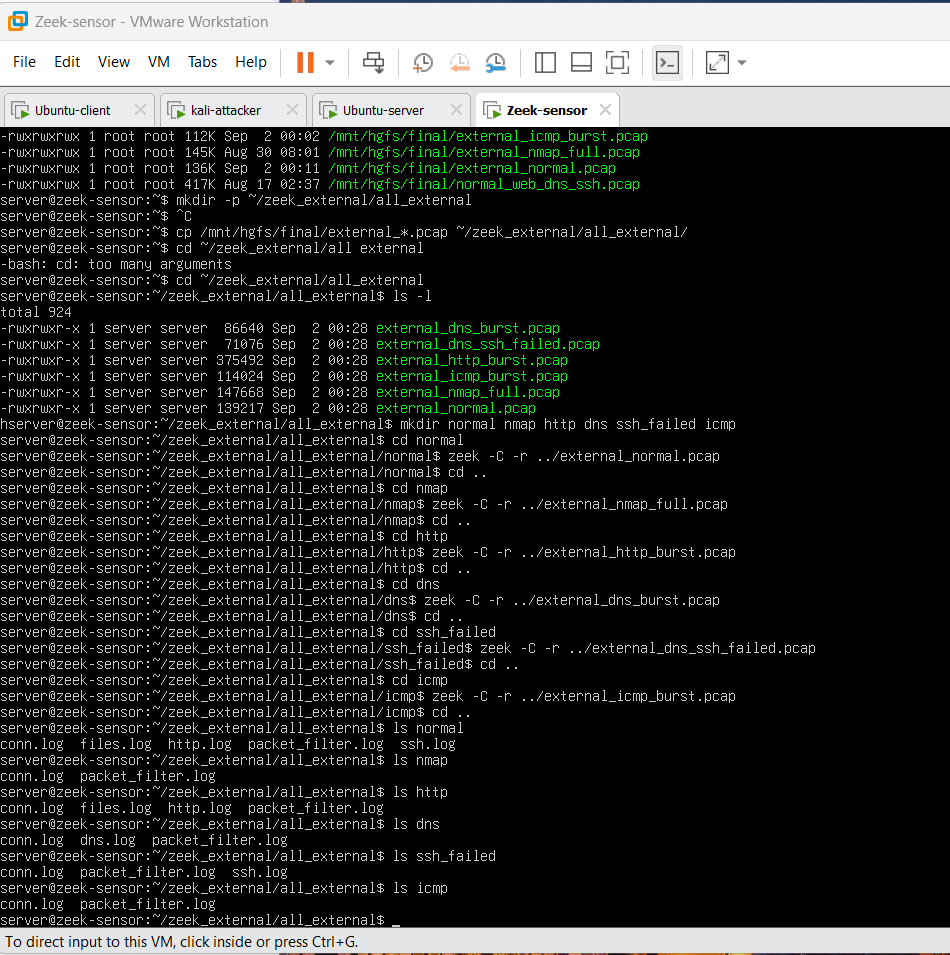 Zeek-sensor - VMware Workstation
File Edit View VM Tabs Help
Ubuntu-client kali-attacker Ubuntu-server Zeek-sensor
-rwxrwxrwx 1 root root 112K Sep  2 00:02 /mnt/hgfs/final/external_icmp_burst.pcap
-rwxrwxrwx 1 root root 145K Aug 30 08:01 /mnt/hgfs/final/external_nmap_full.pcap
-rwxrwxrwx 1 root root 136K Sep  2 00:11 /mnt/hgfs/final/external_normal.pcap
-rwxrwxrwx 1 root root 417K Aug 17 02:37 /mnt/hgfs/final/normal_web_dns_ssh.pcap
server@zeek-sensor:~$ mkdir -p ~/zeek_external/all_external
server@zeek-sensor:~$ ^C
server@zeek-sensor:~$ cp /mnt/hgfs/final/external_*.pcap ~/zeek_external/all_external/
server@zeek-sensor:~$ cd ~/zeek_external/all external
-bash: cd: too many arguments
server@zeek-sensor:~$ cd ~/zeek_external/all_external
server@zeek-sensor:~/zeek_external/all_external$ ls -l
total 924
-rwxrwxr-x 1 server server  86640 Sep  2 00:28 external_dns_burst.pcap
-rwxrwxr-x 1 server server  71076 Sep  2 00:28 external_dns_ssh_failed.pcap
-rwxrwxr-x 1 server server 375492 Sep  2 00:28 external_http_burst.pcap
-rwxrwxr-x 1 server server 114024 Sep  2 00:28 external_icmp_burst.pcap
-rwxrwxr-x 1 server server 147668 Sep  2 00:28 external_nmap_full.pcap
-rwxrwxr-x 1 server server 139217 Sep  2 00:28 external_normal.pcap
hserver@zeek-sensor:~/zeek_external/all_external$ mkdir normal nmap http dns ssh_failed icmp
server@zeek-sensor:~/zeek_external/all_external$ cd normal
server@zeek-sensor:~/zeek_external/all_external/normal$ zeek -C -r ../external_normal.pcap
server@zeek-sensor:~/zeek_external/all_external/normal$ cd ..
server@zeek-sensor:~/zeek_external/all_external$ cd nmap
server@zeek-sensor:~/zeek_external/all_external/nmap$ zeek -C -r ../external_nmap_full.pcap
server@zeek-sensor:~/zeek_external/all_external/nmap$ cd ..
server@zeek-sensor:~/zeek_external/all_external$ cd http
server@zeek-sensor:~/zeek_external/all_external/http$ zeek -C -r ../external_http_burst.pcap
server@zeek-sensor:~/zeek_external/all_external/http$ cd ..
server@zeek-sensor:~/zeek_external/all_external$ cd dns
server@zeek-sensor:~/zeek_external/all_external/dns$ zeek -C -r ../external_dns_burst.pcap
server@zeek-sensor:~/zeek_external/all_external/dns$ cd ..
server@zeek-sensor:~/zeek_external/all_external$ cd ssh_failed
server@zeek-sensor:~/zeek_external/all_external/ssh_failed$ zeek -C -r ../external_dns_ssh_failed.pcap
server@zeek-sensor:~/zeek_external/all_external/ssh_failed$ cd ..
server@zeek-sensor:~/zeek_external/all_external$ cd icmp
server@zeek-sensor:~/zeek_external/all_external/icmp$ zeek -C -r ../external_icmp_burst.pcap
server@zeek-sensor:~/zeek_external/all_external/icmp$ cd ..
server@zeek-sensor:~/zeek_external/all_external$ ls normal
conn.log  files.log  http.log  packet_filter.log  ssh.log
server@zeek-sensor:~/zeek_external/all_external$ ls nmap
conn.log  packet_filter.log
server@zeek-sensor:~/zeek_external/all_external$ ls http
conn.log  files.log  http.log  packet_filter.log
server@zeek-sensor:~/zeek_external/all_external$ ls dns
conn.log  dns.log  packet_filter.log
server@zeek-sensor:~/zeek_external/all_external$ ls ssh_failed
conn.log  packet_filter.log  ssh.log
server@zeek-sensor:~/zeek_external/all_external$ ls icmp
conn.log  packet_filter.log
server@zeek-sensor:~/zeek_external/all_external$ _
To direct input to this VM, click inside or press Ctrl+G.